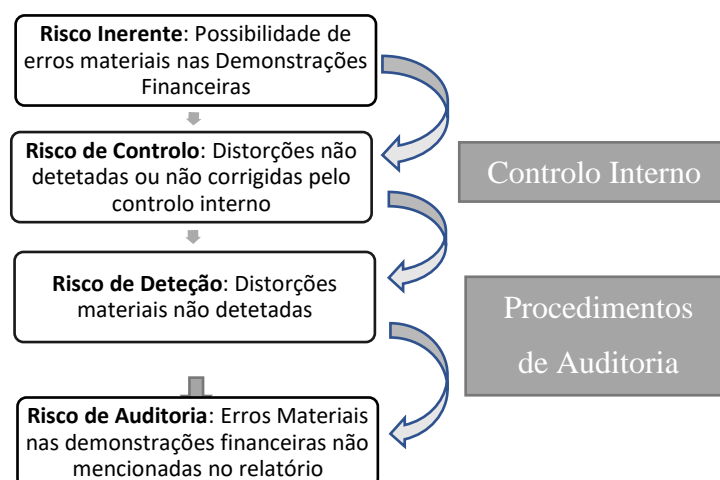 Risco Inerente: Possibilidade de
erros materiais nas Demonstrações
Financeiras
Risco de Controlo: Distorções não
detetadas ou não corrigidas pelo
controlo interno
Controlo Interno
Risco de Deteção: Distorções
materiais não detetadas
Procedimentos
de Auditoria
Risco de Auditoria: Erros Materiais
nas demonstrações financeiras não
mencionadas no relatório